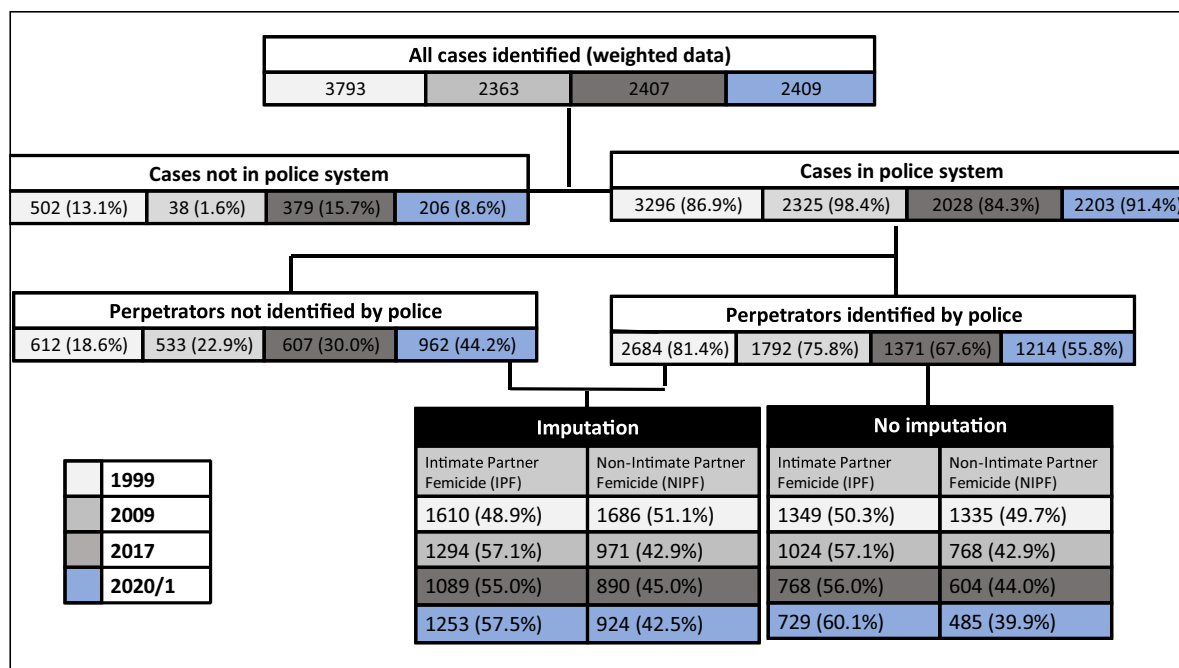 All cases identified (weighted data)
3793 2363 2407 2409
Cases not in police system
502 (13.1%) 38 (1.6%) 379 (15.7%) 206 (8.6%)
Cases in police system
3296 (86.9%) 2325 (98.4%) 2028 (84.3%) 2203 (91.4%)
Perpetrators not identified by police
612 (18.6%) 533 (22.9%) 607 (30.0%) 962 (44.2%)
Perpetrators identified by police
2684 (81.4%) 1792 (75.8%) 1371 (67.6%) 1214 (55.8%)
Imputation
Intimate Partner
Femicide (IPF)
Non-Intimate Partner
Femicide (NIPF)
1610 (48.9%) 1686 (51.1%)
1294 (57.1%) 971 (42.9%)
1089 (55.0%) 890 (45.0%)
1253 (57.5%) 924 (42.5%)
No imputation
Intimate Partner
Femicide (IPF)
Non-Intimate Partner
Femicide (NIPF)
1349 (50.3%) 1335 (49.7%)
1024 (57.1%) 768 (42.9%)
768 (56.0%) 604 (44.0%)
729 (60.1%) 485 (39.9%)
1999
2009
2017
2020/1